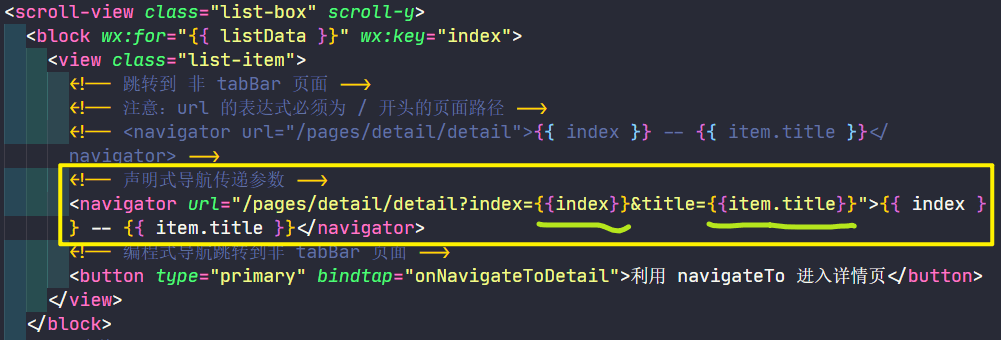 <scroll-view class="list-box" scroll-y>
<block wx:for="{{ listData }}" wx:key="index">
<view class="list-item">
<!-- 跳转到 非 tabBar 页面 -->
<!-- 注意：url 的表达式必须为 / 开头的页面路径 -->
<!-- <navigator url="/pages/detail/detail">{{ index }} -- {{ item.title }}</
navigator> -->
<!-- 声明式导航传递参数 -->
<navigator url="/pages/detail/detail?index={{index}}&title={{item.title}}">{{ index }
} -- {{ item.title }}</navigator>
<!-- 编程式导航跳转到非 tabBar 页面 -->
<button type="primary" bindtap="onNavigateToDetail">利用 navigateTo 进入详情页</button>
</view>
</block>